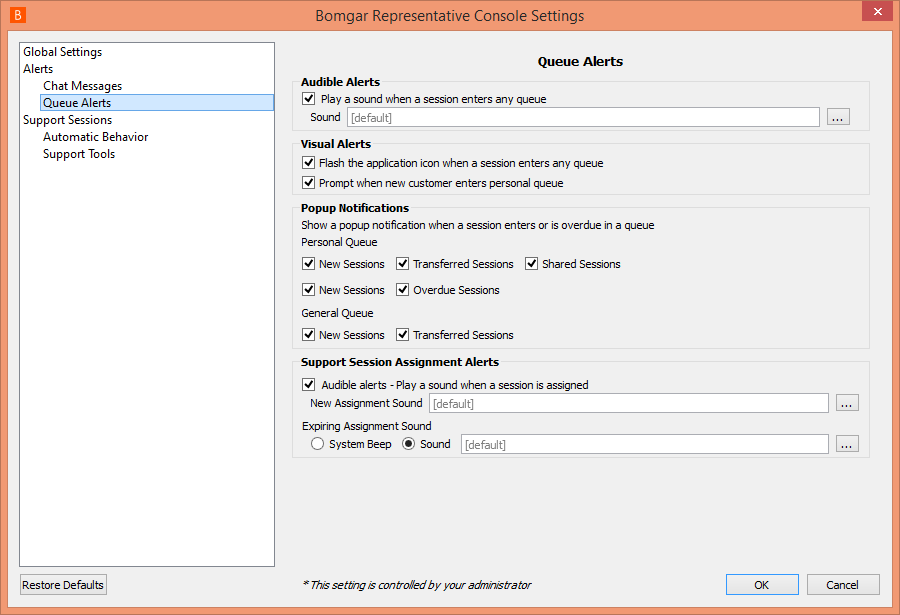 B
Bomgar Representative Console Settings
Global Settings
Alerts
Chat Messages
Queue Alerts
Support Sessions
Automatic Behavior
Support Tools
Queue Alerts
Audible Alerts
Play a sound when a session enters any queue
Sound [default] ...
Visual Alerts
Flash the application icon when a session enters any queue
Prompt when new customer enters personal queue
Popup Notifications
Show a popup notification when a session enters or is overdue in a queue
Personal Queue
New Sessions Transferred Sessions Shared Sessions
New Sessions Overdue Sessions
General Queue
New Sessions Transferred Sessions
Support Session Assignment Alerts
Audible alerts - Play a sound when a session is assigned
New Assignment Sound [default] ...
Expiring Assignment Sound
System Beep Sound [default] ...
Restore Defaults * This setting is controlled by your administrator OK Cancel